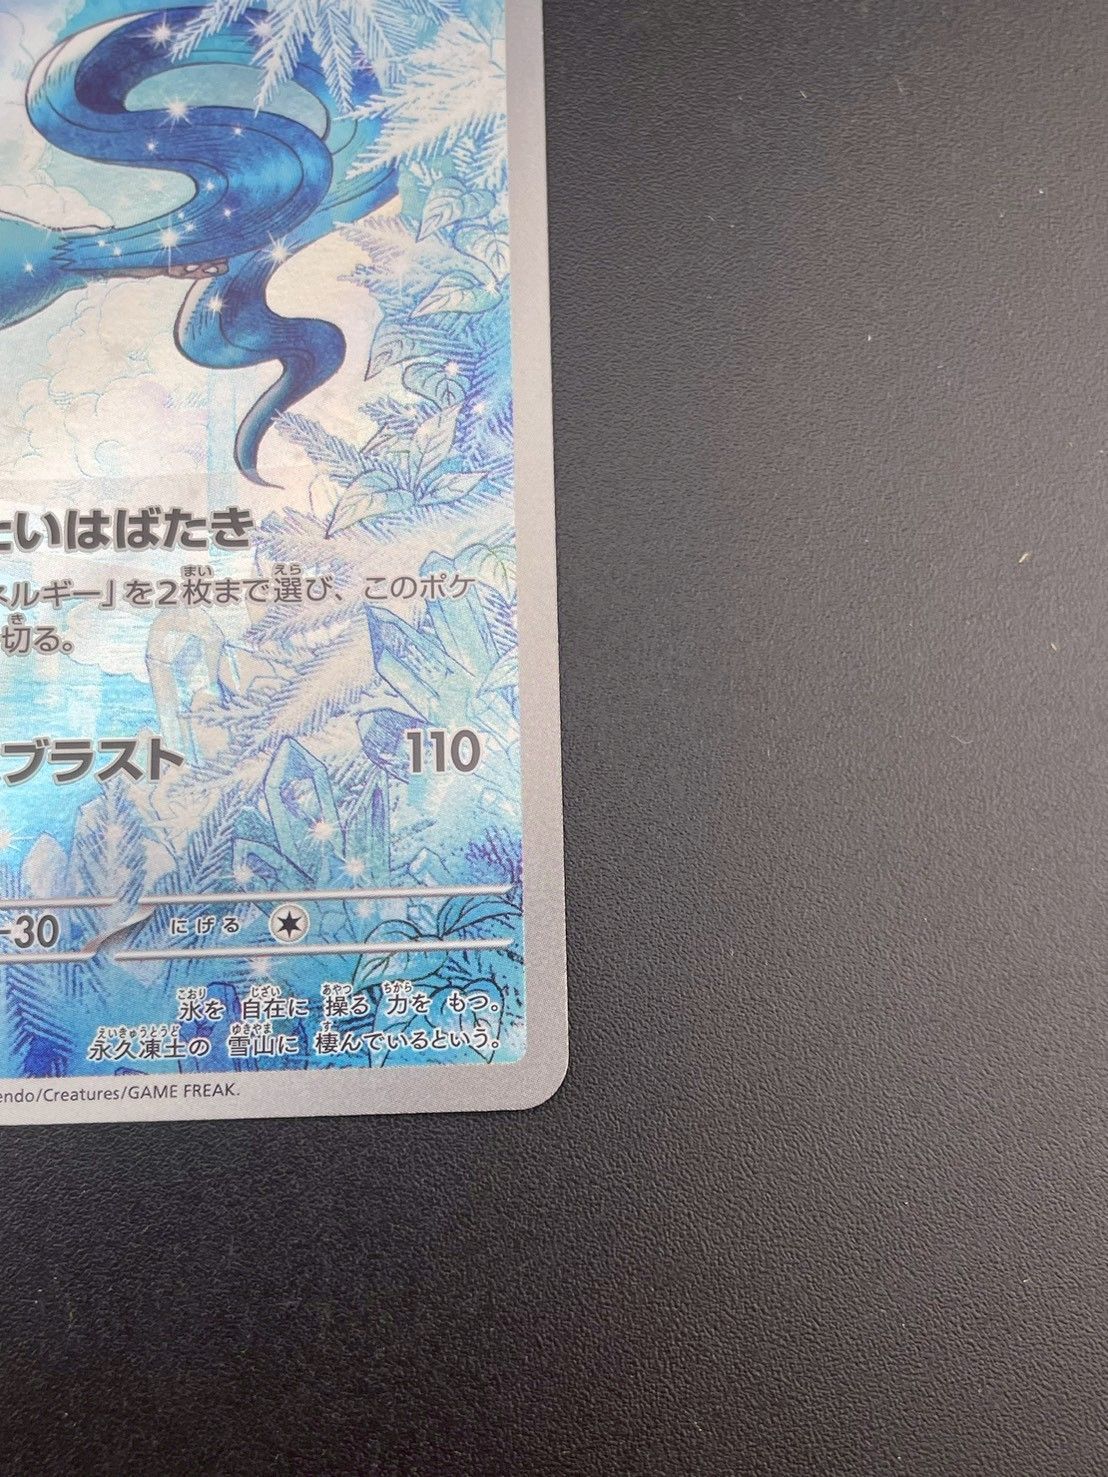 いはばたき
ネルギー」を2枚まで選び、このポケ
切る。
ブラスト 110
-30 にげる
氷を 自在に 操る 力を もつ。
永久凍土の 雪山に 棲んでいるという。
endo/Creatures/GAME FREAK.